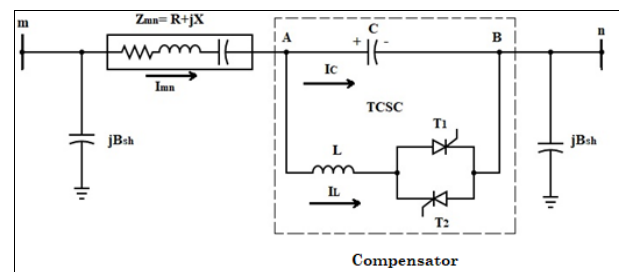 Zmn= R+jX
m
A
C
+ -
B
n
Imn
IC
TCSC
jBsh
T1
jBsh
L
IL
T2
Compensator